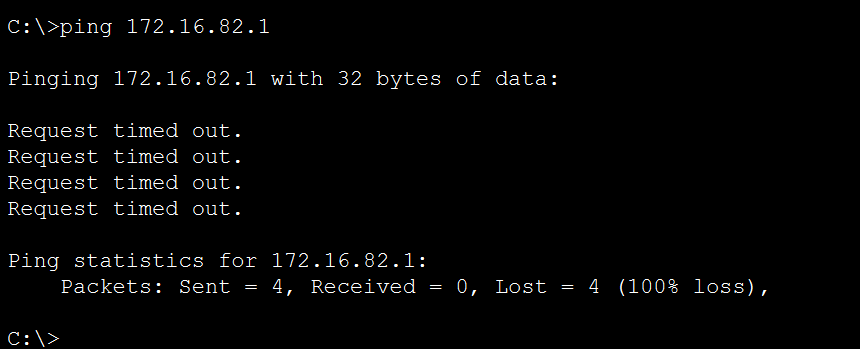 C:\>ping 172.16.82.1
Pinging 172.16.82.1 with 32 bytes of data:
Request timed out.
Request timed out.
Request timed out.
Request timed out.
Ping statistics for 172.16.82.1:
    Packets: Sent = 4, Received = 0, Lost = 4 (100% loss),
C:\>